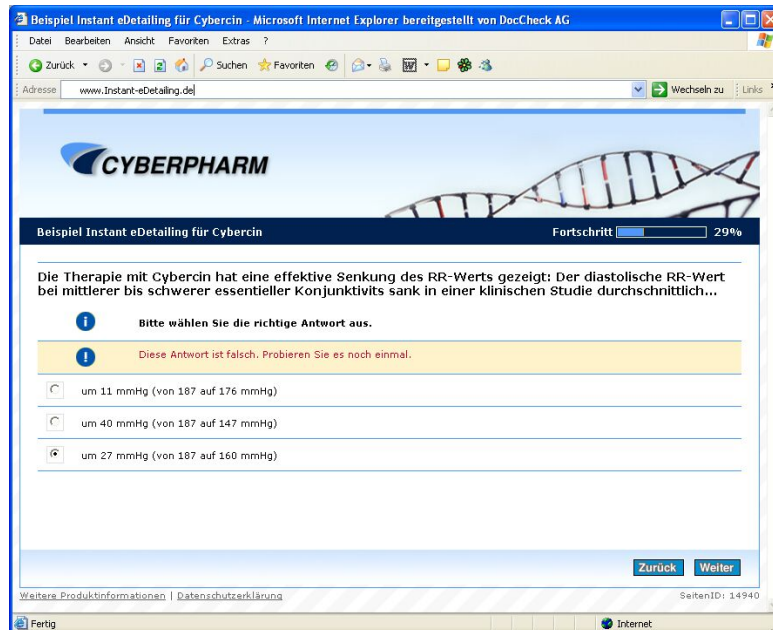 Beispiel Instant eDetailing für Cybercin - Microsoft Internet Explorer bereitgestellt von DocCheck AG
Datei Bearbeiten Ansicht Favoriten Extras ?
Zurück Suchen Favoriten
Adresse www.Instant-eDetailing.de Wechseln zu Links
CYBERPHARM
Beispiel Instant eDetailing für Cybercin Fortschritt 29%
Die Therapie mit Cybercin hat eine effektive Senkung des RR-Werts gezeigt: Der diastolische RR-Wert
bei mittlerer bis schwerer essentieller Konjunktivits sank in einer klinischen Studie durchschnittlich...
Bitte wählen Sie die richtige Antwort aus.
Diese Antwort ist falsch. Probieren Sie es noch einmal.
um 11 mmHg (von 187 auf 176 mmHg)
um 40 mmHg (von 187 auf 147 mmHg)
um 27 mmHg (von 187 auf 160 mmHg)
Zurück Weiter
Weitere Produktinformationen | Datenschutzerklärung SeitenID: 14940
Fertig Internet